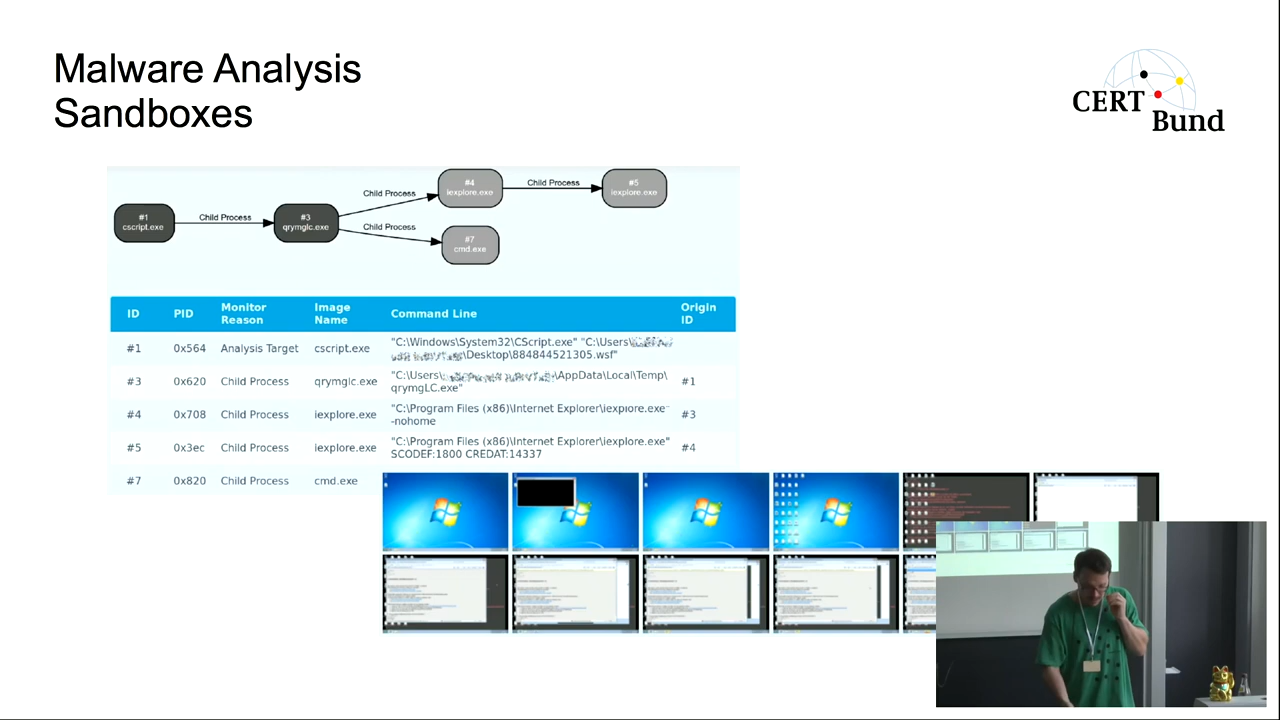 Malware Analysis
Sandboxes
CERT
Bund
#4
iexplore.exe
Child Process
#5
iexplore.exe
Child Process
#1
cscript.exe
Child Process
#3
qrymglc.exe
Child Process
#7
cmd.exe
ID PID Monitor Reason Image Name Command Line Origin ID
#1 0x564 Analysis Target cscript.exe "C:\Windows\System32\CScript.exe" "C:\Users\
\Desktop\884844521305.wsf"
#3 0x620 Child Process qrymglc.exe "C:\Users\ \AppData\Local\Temp\ #1
qrymgLC.exe"
#4 0x708 Child Process iexplore.exe "C:\Program Files (x86)\Internet Explorer\iexplore.exe" #3
-nohome
#5 0x3ec Child Process iexplore.exe "C:\Program Files (x86)\Internet Explorer\iexplore.exe" #4
SCODEF:1800 CREDAT:14337
#7 0x820 Child Process cmd.exe